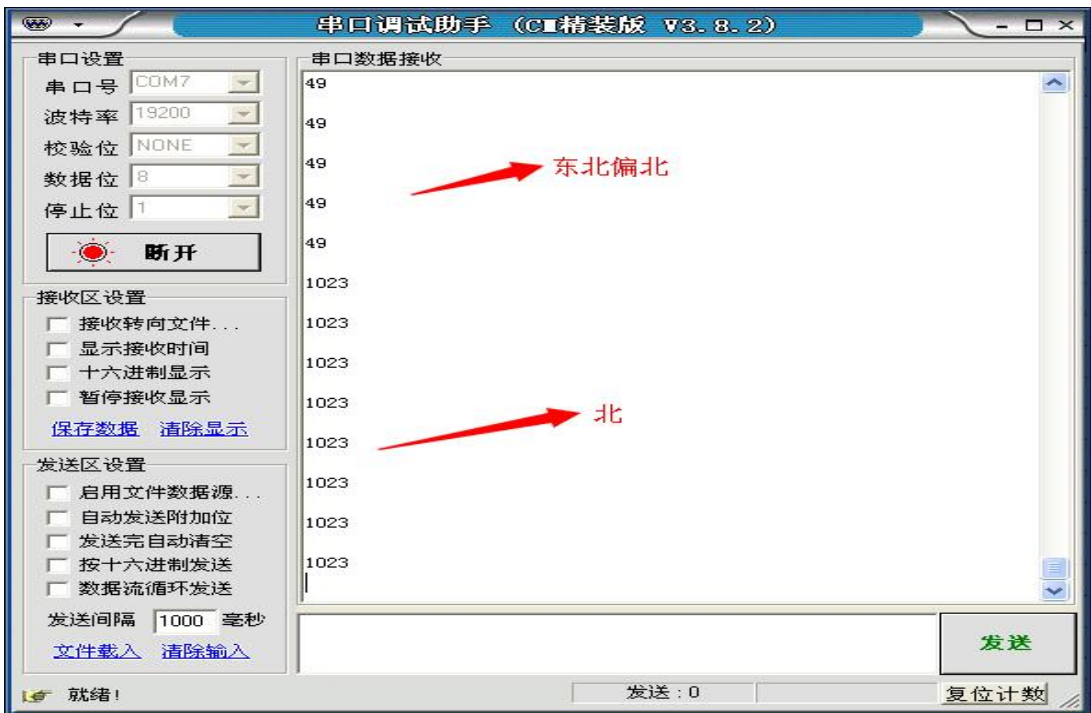 串口调试助手 (CM精装版 V3.8.2)
串口设置
串口号 COM7
波特率 19200
校验位 NONE
数据位 8
停止位 1
断开
接收区设置
接收转向文件...
显示接收时间
十六进制显示
暂停接收显示
保存数据 清除显示
发送区设置
启用文件数据源...
自动发送附加位
发送完自动清空
按十六进制发送
数据流循环发送
发送间隔 1000 毫秒
文件载入 清除输入
串口数据接收
49
49
49
东北偏北
49
49
1023
1023
1023
1023
北
1023
1023
1023
1023
发送
就绪!
发送:0
复位计数